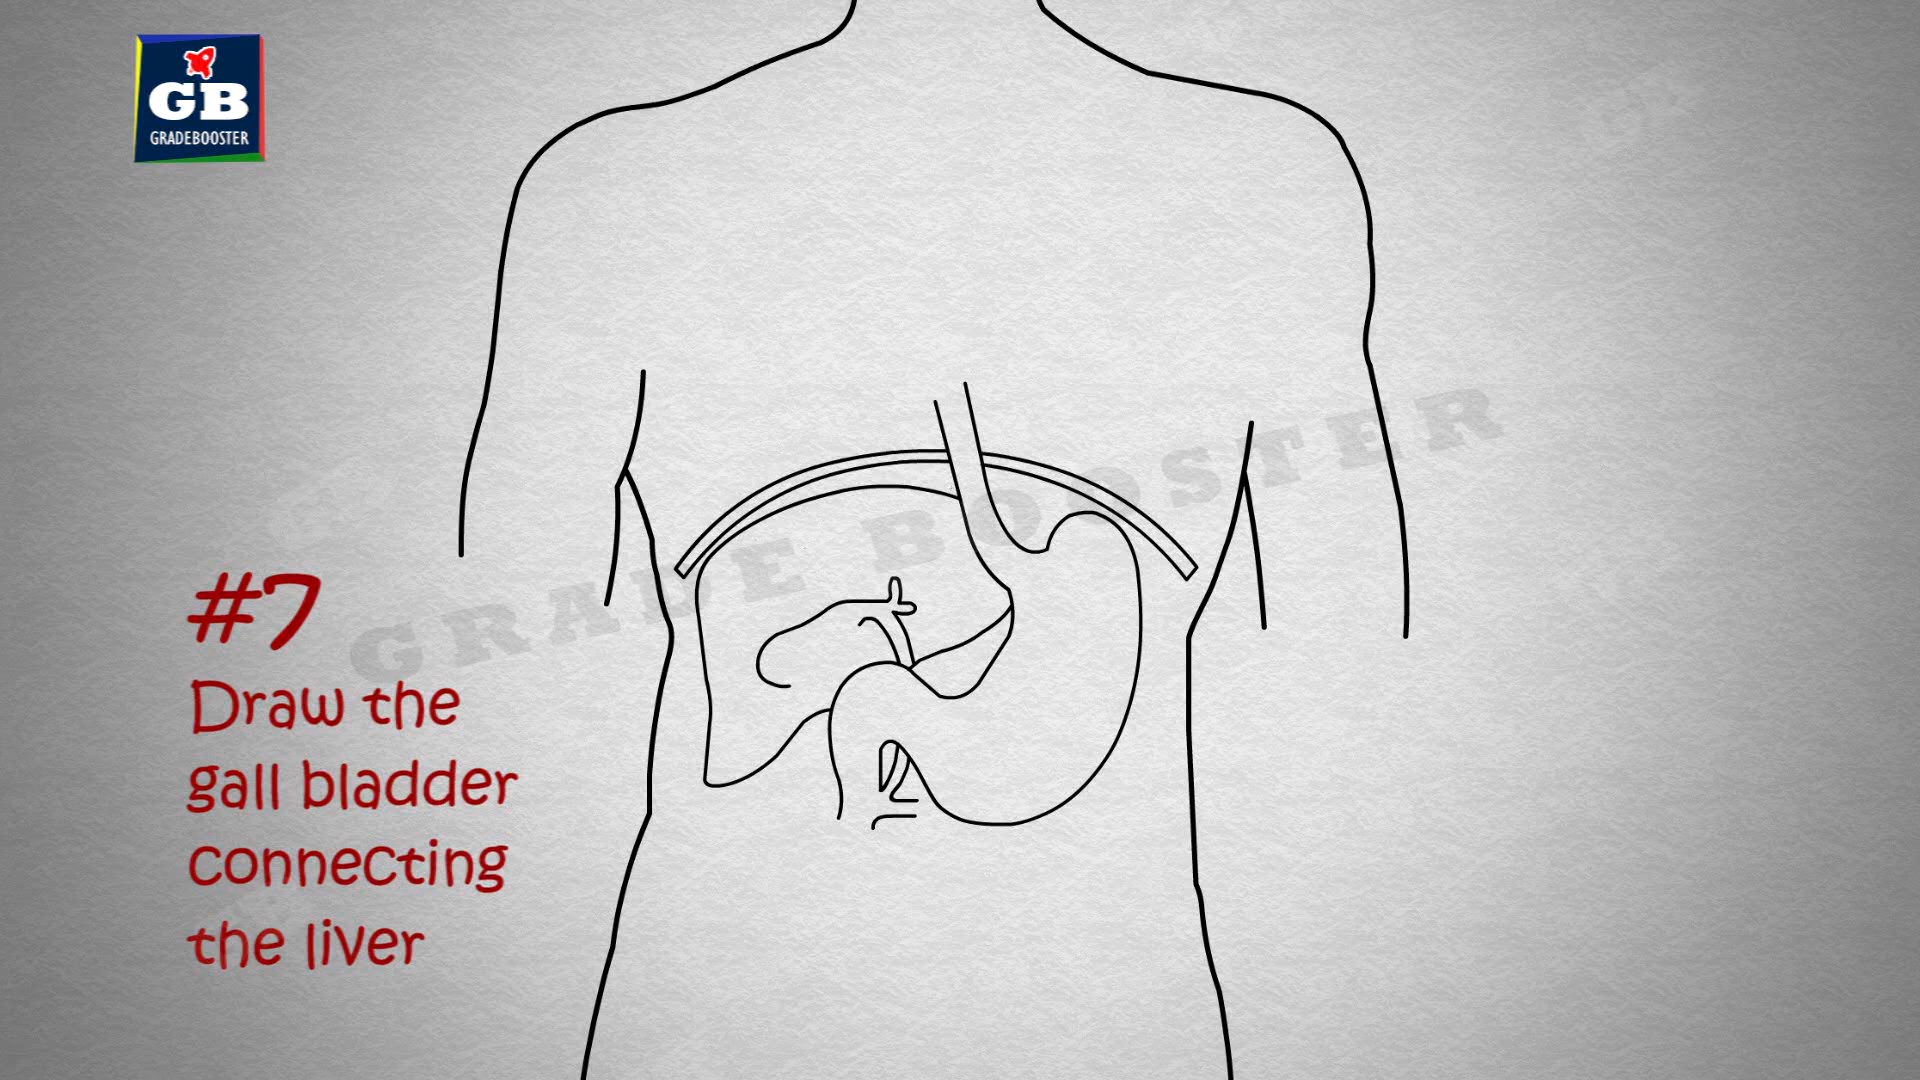 GB
GRADEBOOSTER
GRADE BOOSTER
#7
Draw the
gall bladder
connecting
the liver